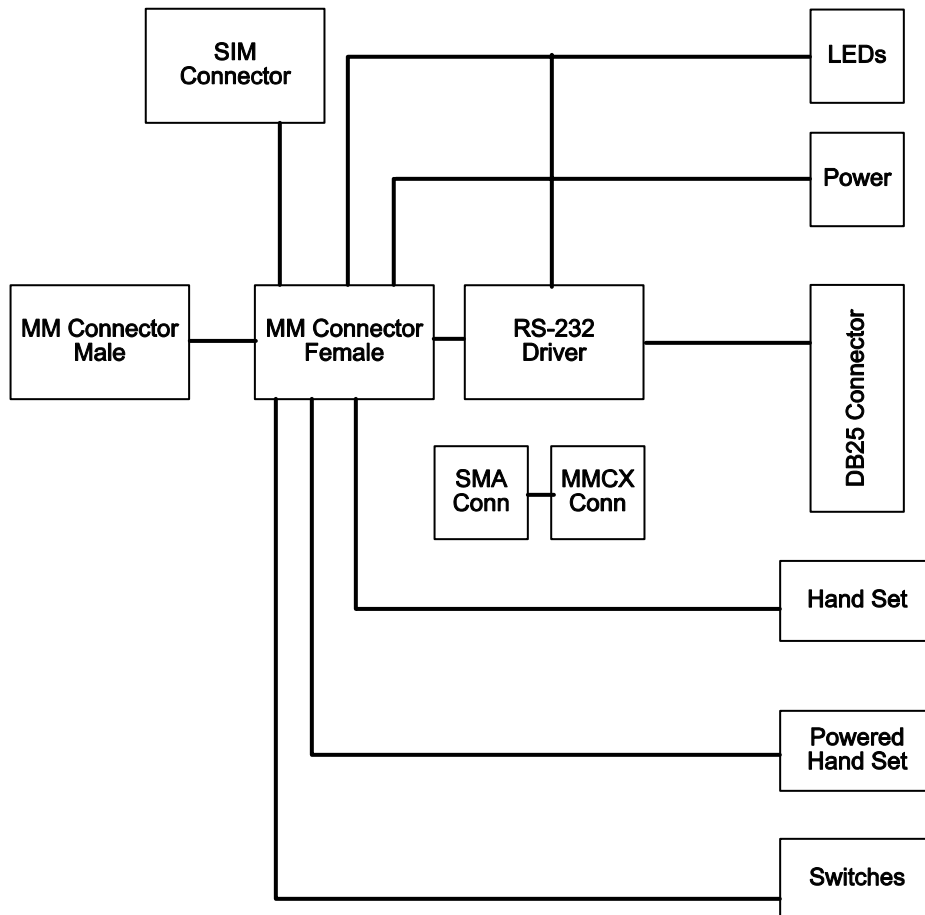 SIM
Connector
LEDs
Power
MM Connector
Male
MM Connector
Female
RS-232
Driver
DB25 Connector
SMA
Conn
MMCX
Conn
Hand Set
Powered
Hand Set
Switches